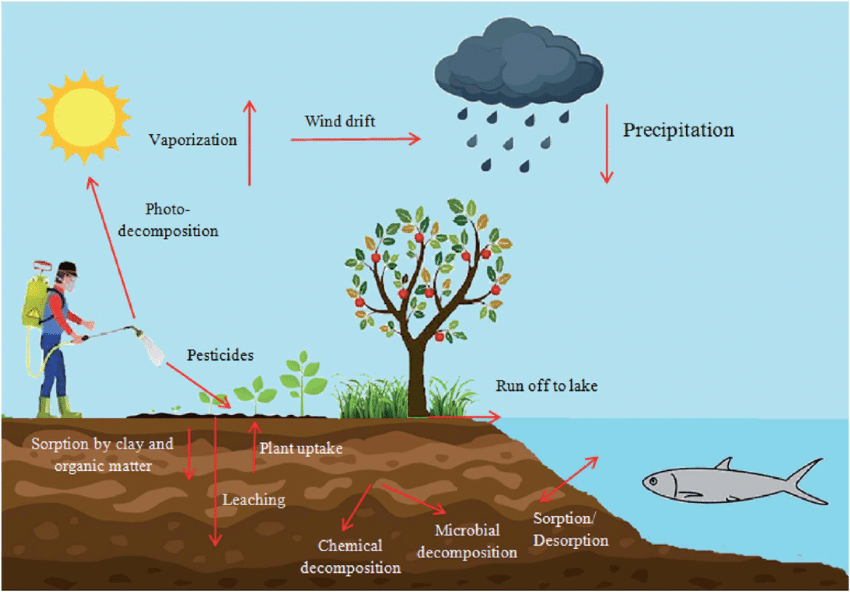 Vaporization
Wind drift
Precipitation
Photo-
decomposition
Pesticides
Run off to lake
Sorption by clay and
organic matter
Plant uptake
Leaching
Chemical
decomposition
Microbial
decomposition
Sorption/
Desorption